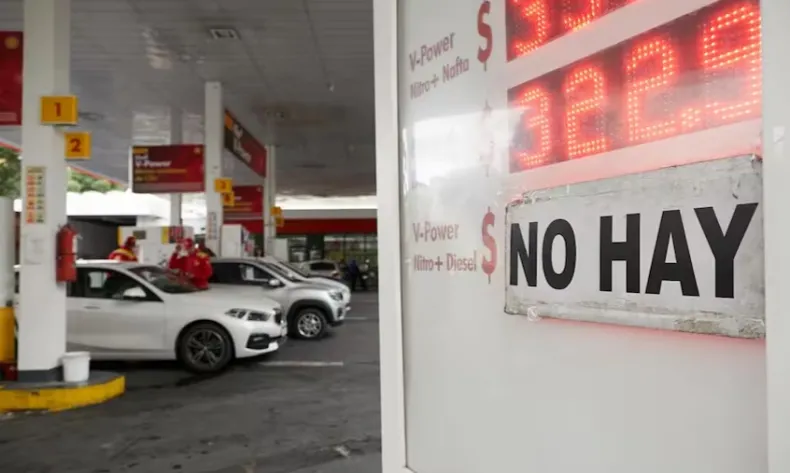 V-Power
Nitro+ Nafta
$
322.9
V-Power
Nitro+ Diesel
$
NO HAY
1
2
V-Power